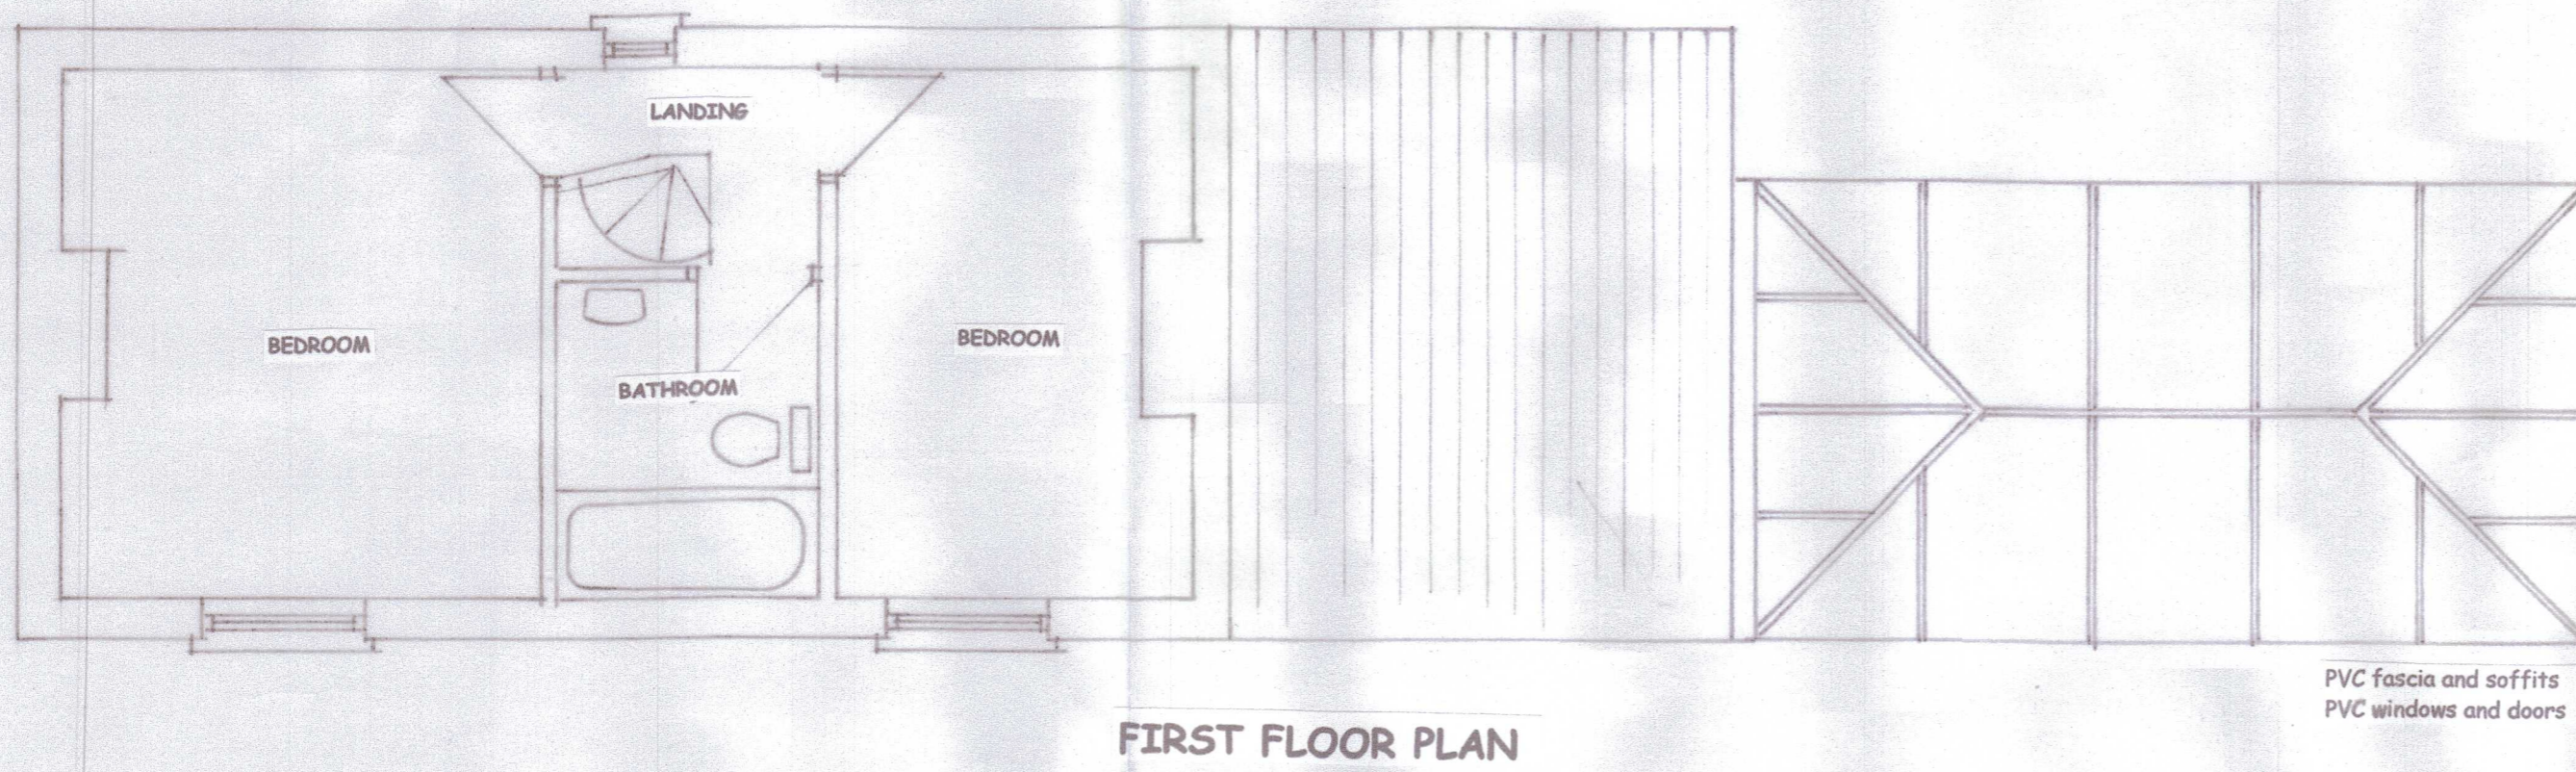 LANDING
BEDROOM
BEDROOM
BATHROOM
PVC fascia and soffits
PVC windows and doors
FIRST FLOOR PLAN